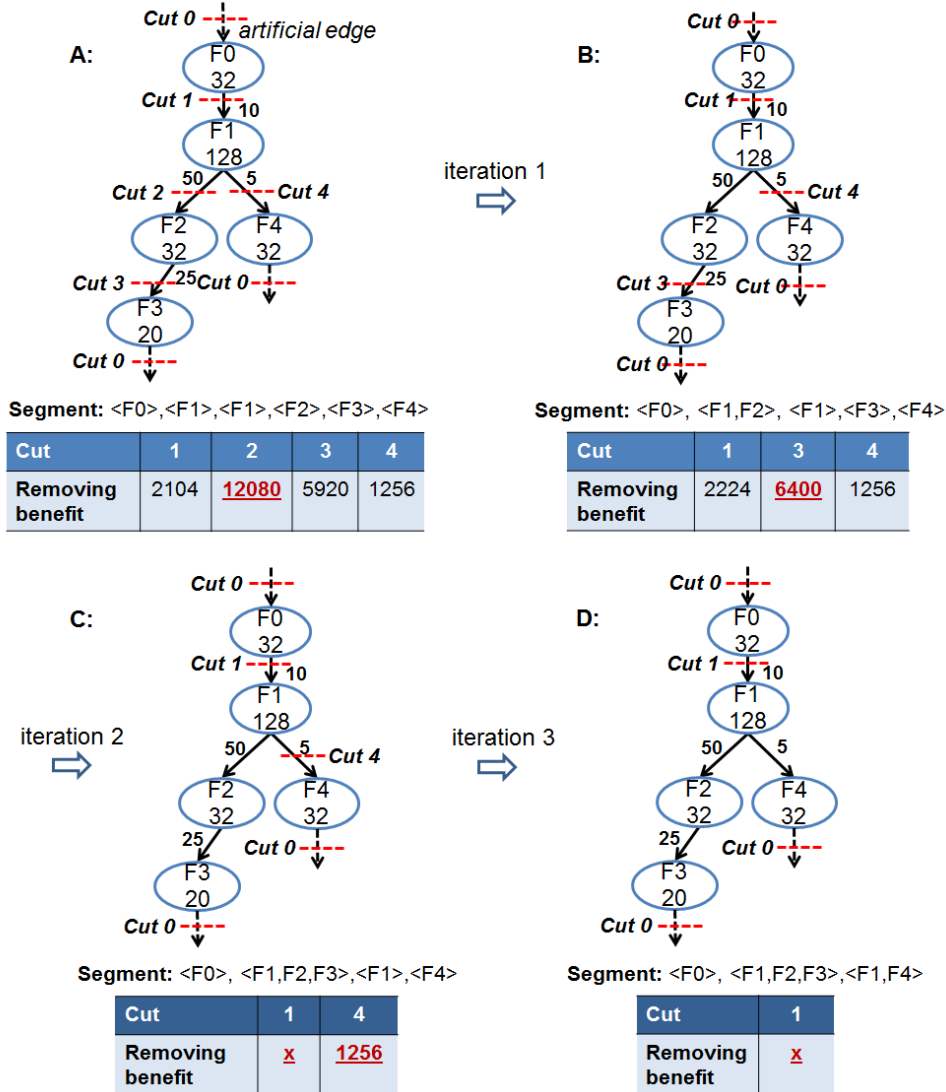 Cut 0
artificial edge
A:
F0
32
Cut 1
10
F1
128
50
5
Cut 2
Cut 4
F2
32
F4
32
Cut 3
25
Cut 0
F3
20
Cut 0
Segment: <F0>,<F1>,<F1>,<F2>,<F3>,<F4>
Cut 1 2 3 4
Removing benefit 2104 12080 5920 1256
iteration 1
Cut 0
B:
F0
32
Cut 1
10
F1
128
50
5
Cut 4
F2
32
F4
32
Cut 3
25
Cut 0
F3
20
Cut 0
Segment: <F0>, <F1,F2>, <F1>,<F3>,<F4>
Cut 1 3 4
Removing benefit 2224 6400 1256
iteration 2
Cut 0
C:
F0
32
Cut 1
10
F1
128
50
5
Cut 4
F2
32
F4
32
25
Cut 0
F3
20
Cut 0
Segment: <F0>, <F1,F2,F3>,<F1>,<F4>
Cut 1 4
Removing benefit x 1256
iteration 3
Cut 0
D:
F0
32
Cut 1
10
F1
128
50
5
F2
32
F4
32
25
Cut 0
F3
20
Cut 0
Segment: <F0>, <F1,F2,F3>,<F1,F4>
Cut 1
Removing benefit x